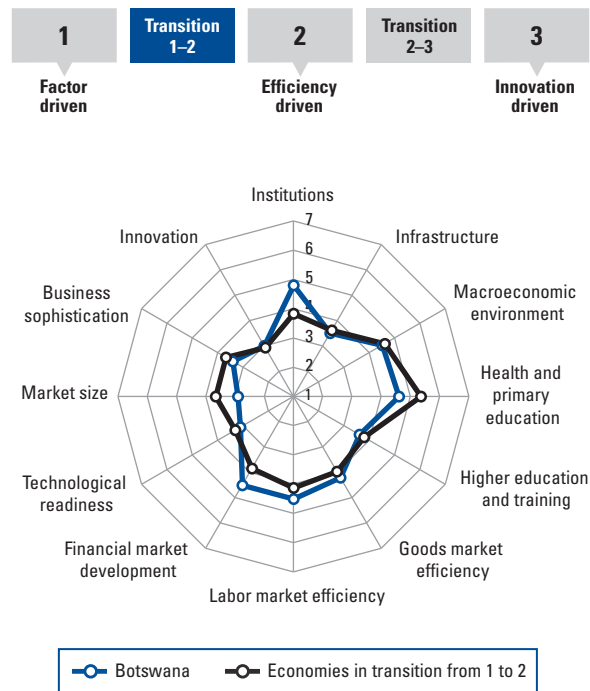 1
Transition
1–2
2
Transition
2–3
3
Factor
driven
Efficiency
driven
Innovation
driven
Institutions
7
Innovation
Infrastructure
6
Business
sophistication
5
Macroeconomic
environment
4
3
Health and
primary
education
2
Market size
1
Technological
readiness
Higher education
and training
Financial market
development
Goods market
efficiency
Labor market efficiency
Botswana
Economies in transition from 1 to 2